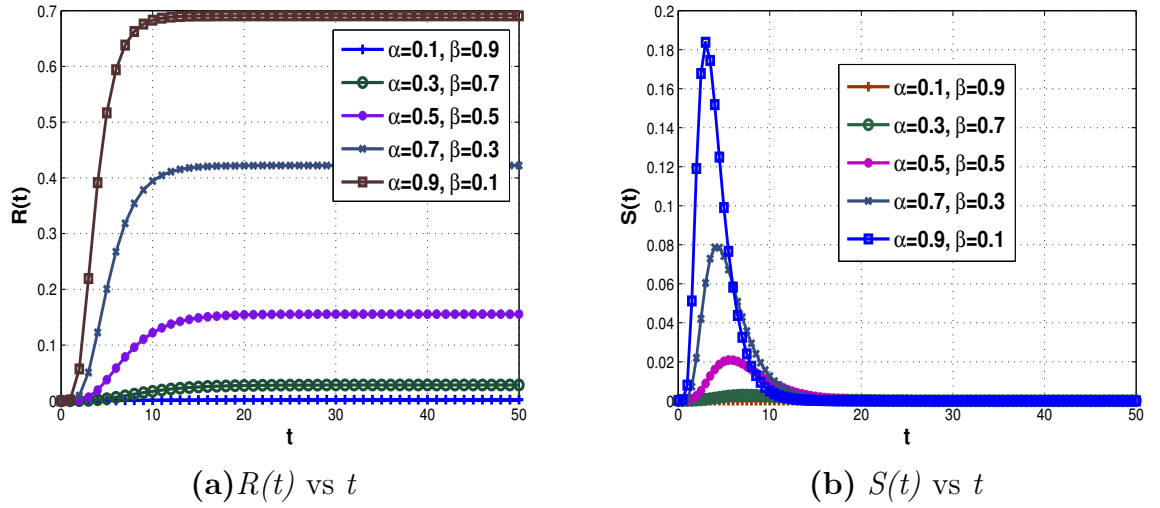 0.7
0.6
0.5
0.4
0.3
0.2
0.1
0
R(t)
0 10 20 30 40 50
t
α=0.1, β=0.9
α=0.3, β=0.7
α=0.5, β=0.5
α=0.7, β=0.3
α=0.9, β=0.1
(a)R(t) vs t
0.2
0.18
0.16
0.14
0.12
0.1
0.08
0.06
0.04
0.02
0
S(t)
0 10 20 30 40 50
t
α=0.1, β=0.9
α=0.3, β=0.7
α=0.5, β=0.5
α=0.7, β=0.3
α=0.9, β=0.1
(b) S(t) vs t